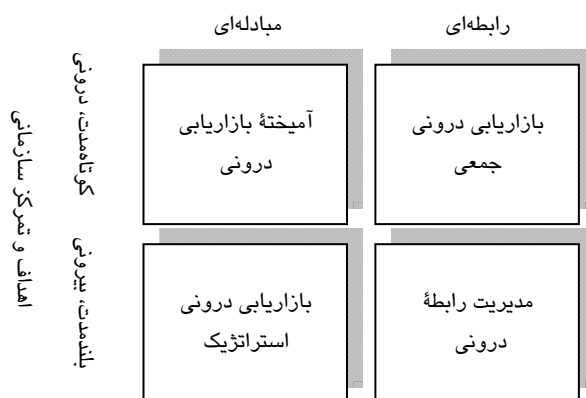 رابطه‌ای
مبادله‌ای
بازاریابی درونی
جمعی
آمیختهٔ بازاریابی
درونی
کوتاه‌مدت، درونی
مدیریت رابطهٔ
درونی
بازاریابی درونی
استراتژیک
بلندمدت، بیرونی
اهداف و تمرکز سازمانی